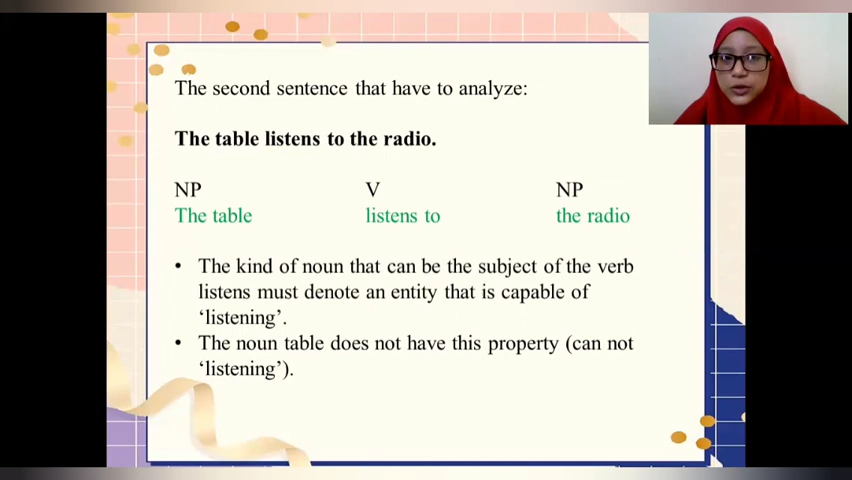 The second sentence that have to analyze:
The table listens to the radio.
NP V NP
The table listens to the radio
• The kind of noun that can be the subject of the verb
listens must denote an entity that is capable of
‘listening’.
• The noun table does not have this property (can not
‘listening’).